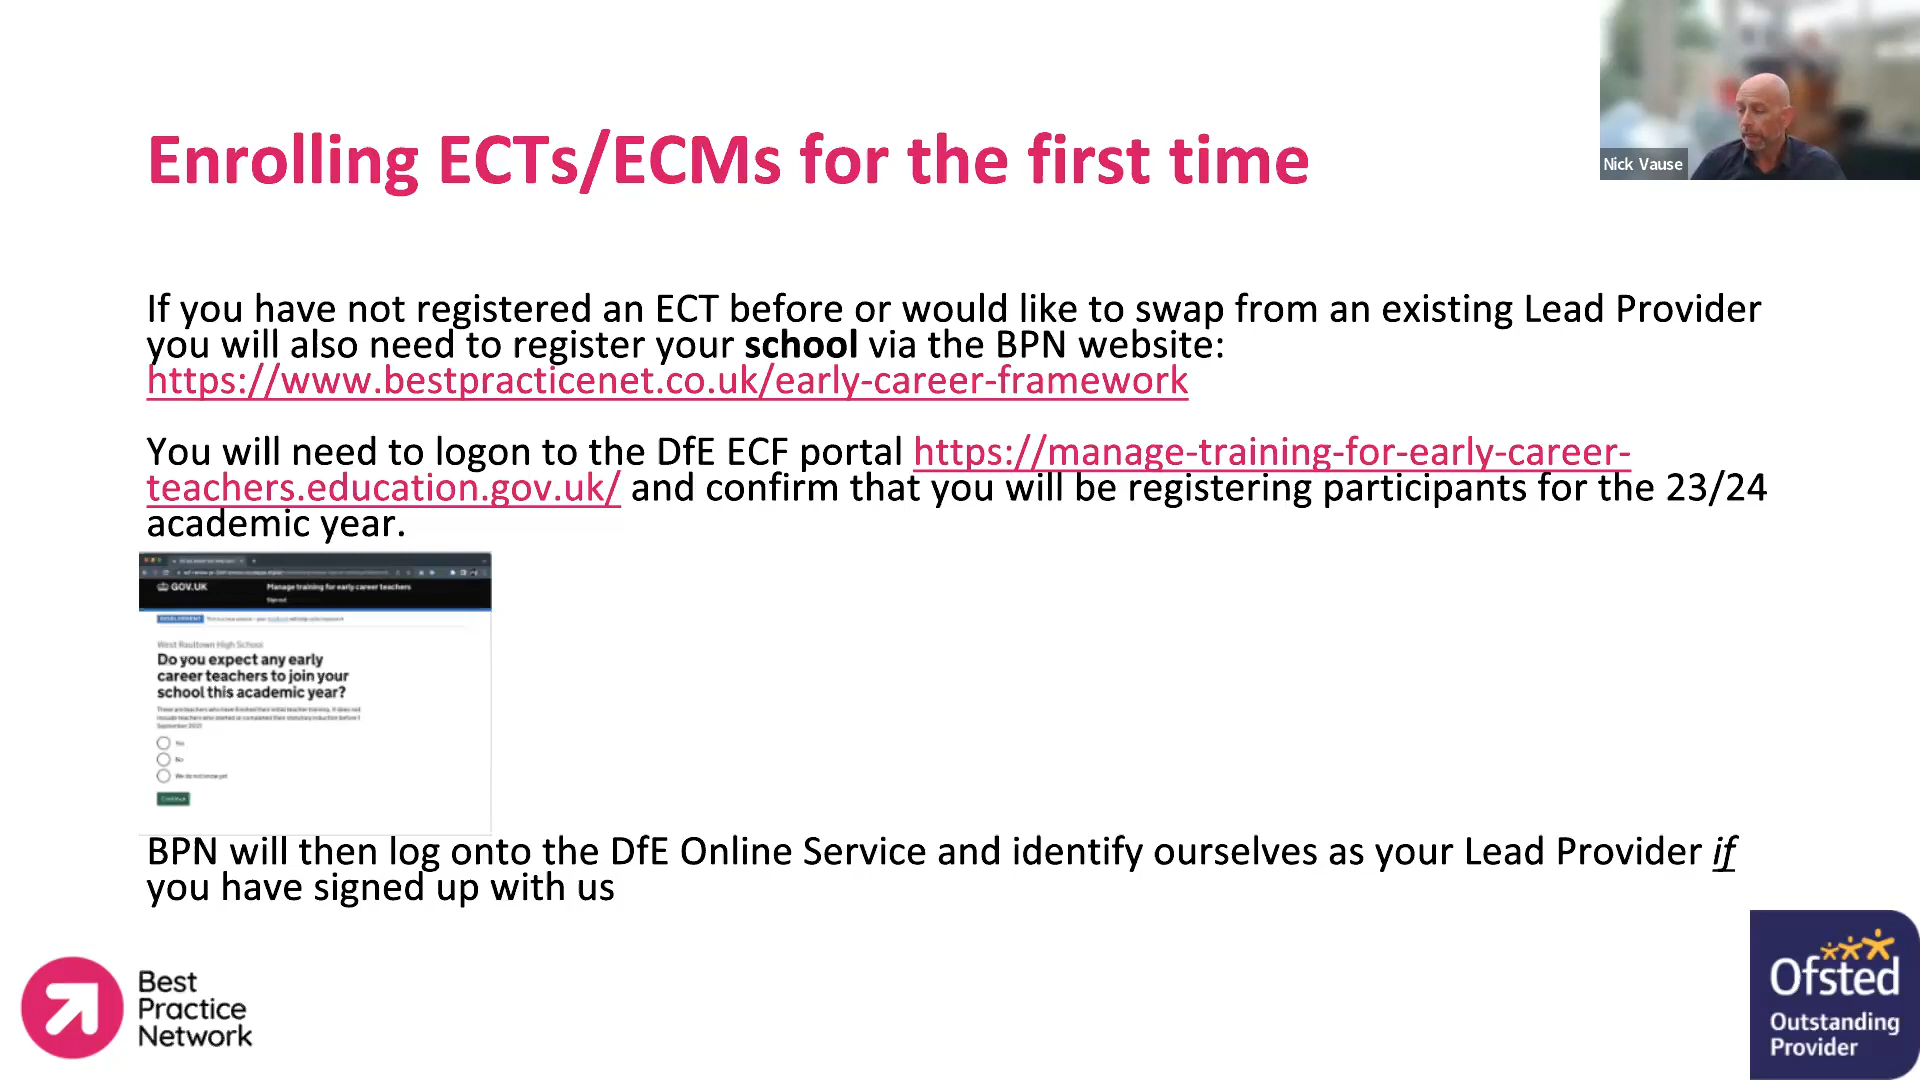 Nick Vause
Enrolling ECTs/ECMs for the first time
If you have not registered an ECT before or would like to swap from an existing Lead Provider
you will also need to register your school via the BPN website:
https://www.bestpracticenet.co.uk/early-career-framework
You will need to logon to the DfE ECF portal https://manage-training-for-early-career-
teachers.education.gov.uk/ and confirm that you will be registering participants for the 23/24
academic year.
GOV.UK
Manage training for early career teachers
Sign out
West Raultown High School
Do you expect any early
career teachers to join your
school this academic year?
Yes
No
We do not know yet
Continue
BPN will then log onto the DfE Online Service and identify ourselves as your Lead Provider if
you have signed up with us
Best
Practice
Network
Ofsted
Outstanding
Provider